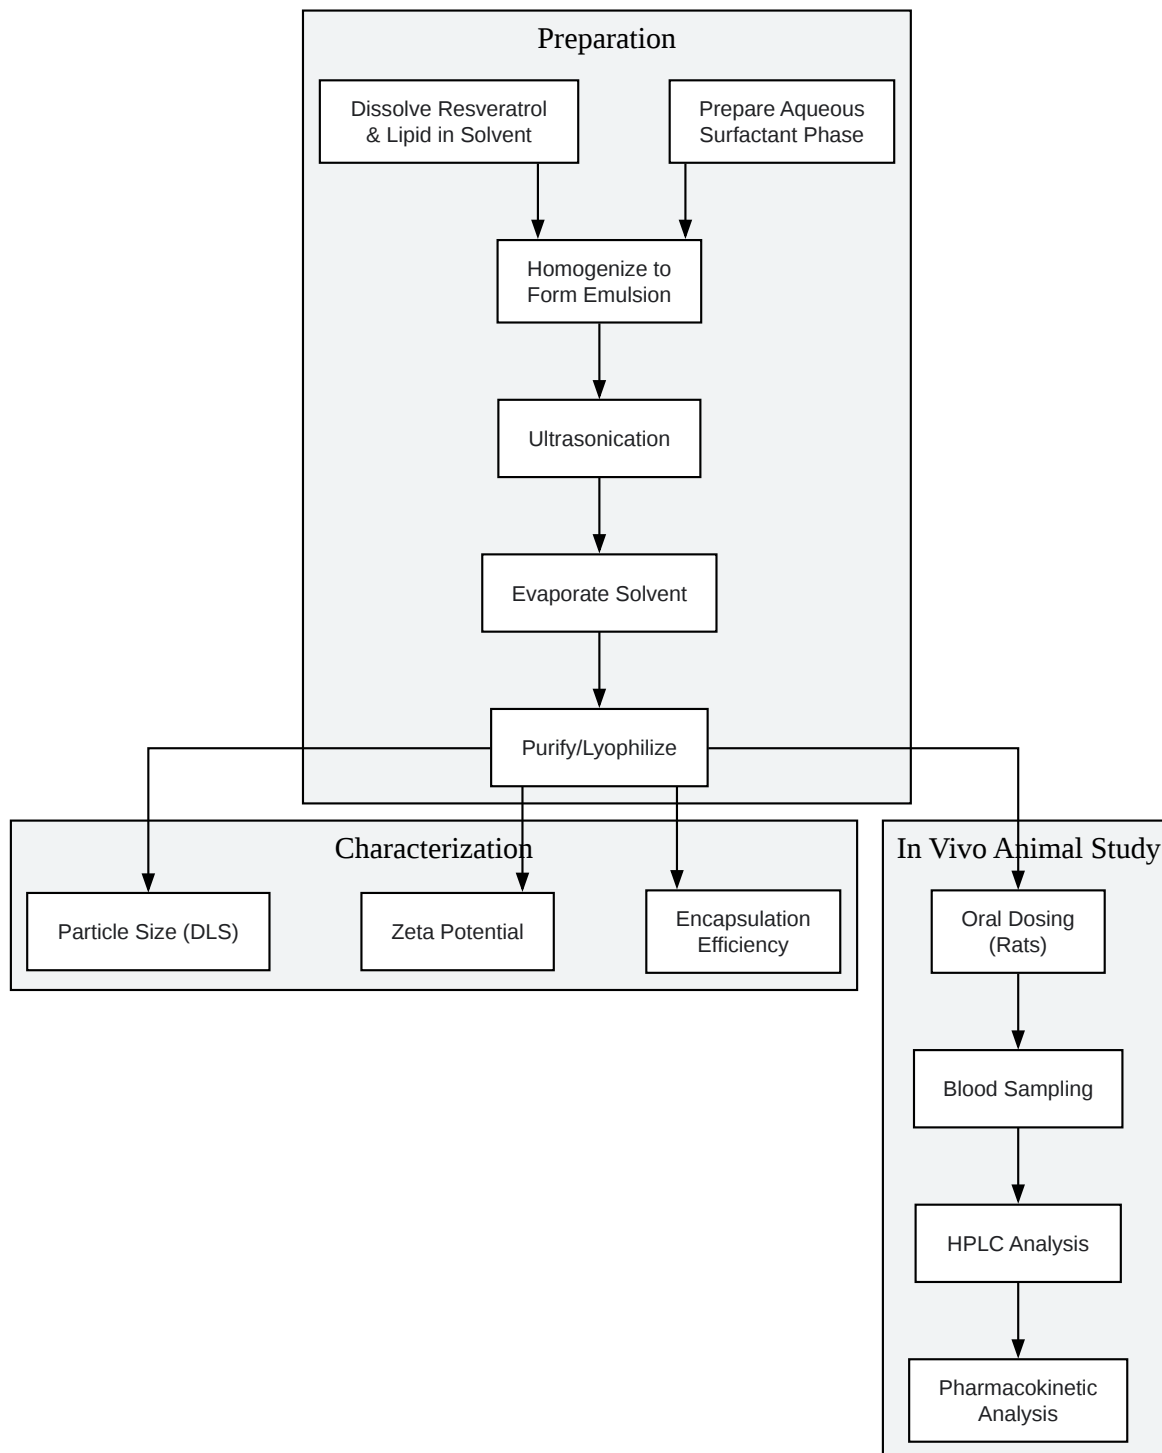 Preparation
Dissolve Resveratrol
& Lipid in Solvent
Prepare Aqueous
Surfactant Phase
Homogenize to
Form Emulsion
Ultrasonication
Evaporate Solvent
Purify/Lyophilize
Characterization
Particle Size (DLS)
Zeta Potential
Encapsulation
Efficiency
In Vivo Animal Study
Oral Dosing
(Rats)
Blood Sampling
HPLC Analysis
Pharmacokinetic
Analysis